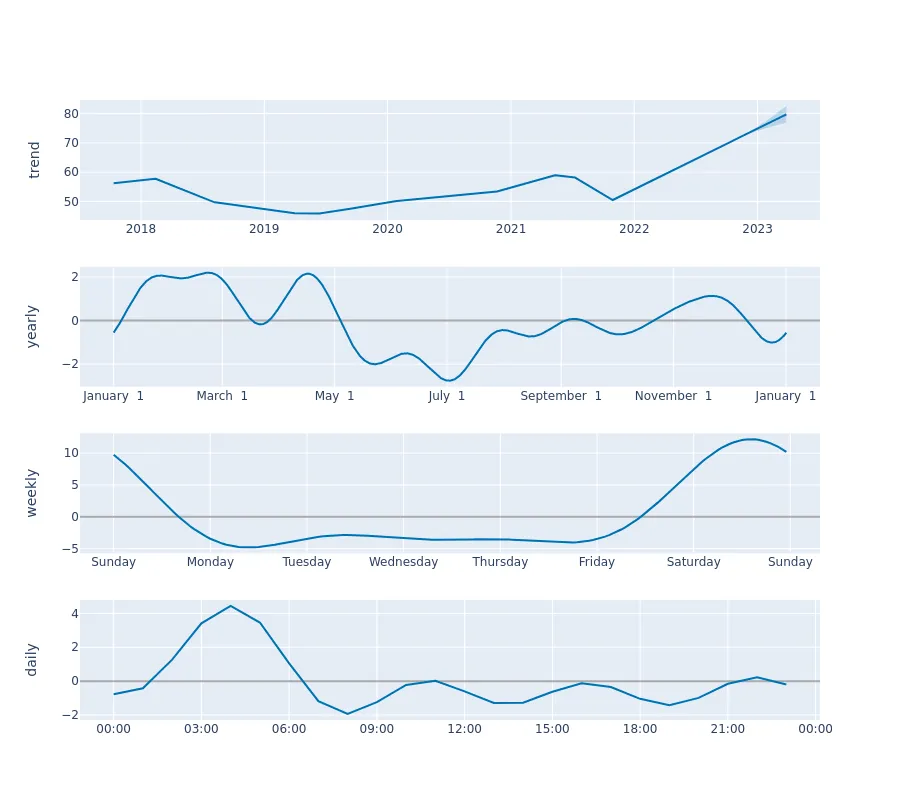 trend
80
70
60
50
2018 2019 2020 2021 2022 2023
yearly
2
0
−2
January 1 March 1 May 1 July 1 September 1 November 1 January 1
weekly
10
5
0
−5
Sunday Monday Tuesday Wednesday Thursday Friday Saturday Sunday
daily
4
2
0
−2
00:00 03:00 06:00 09:00 12:00 15:00 18:00 21:00 00:00